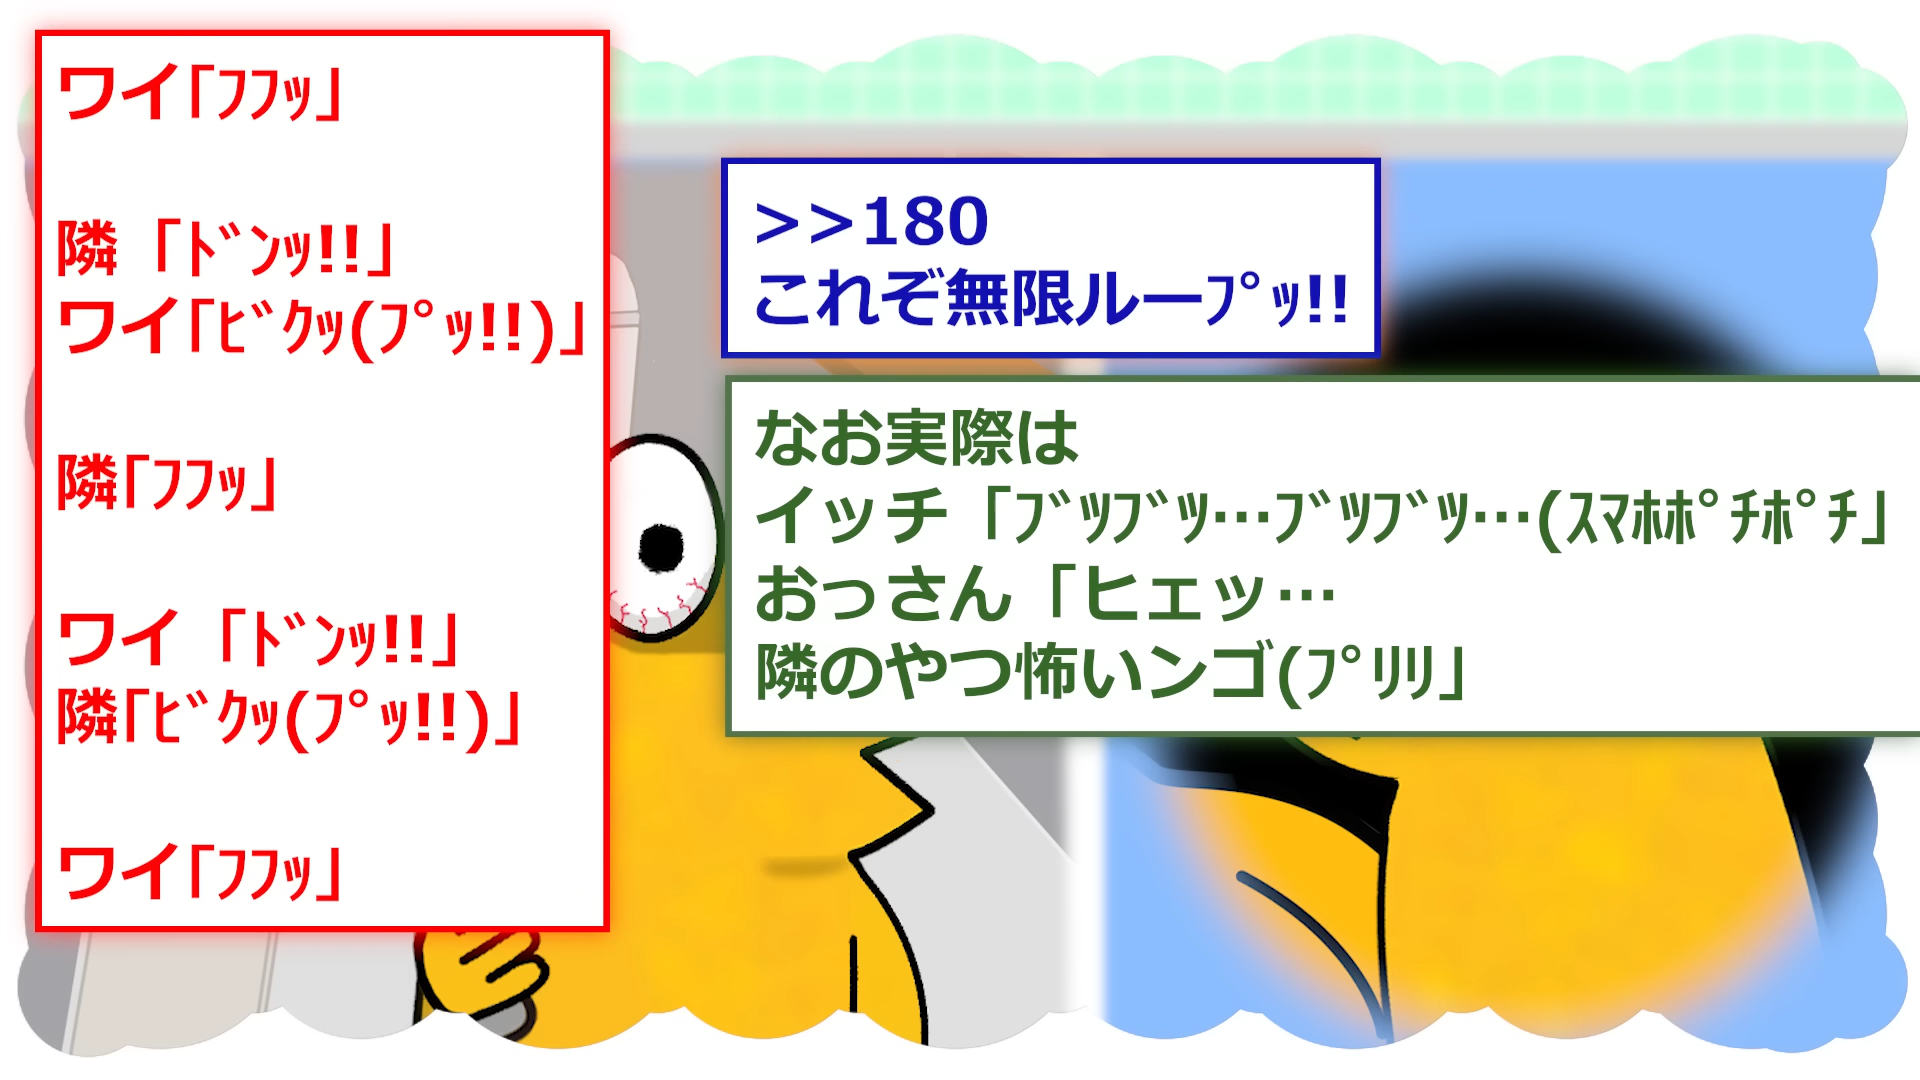 ワイ｢ﾌﾌｯ｣
隣「ﾄﾞﾝｯ!!｣
ワイ｢ﾋﾞｸｯ(ﾌﾟｯ!!)｣
隣｢ﾌﾌｯ｣
ワイ「ﾄﾞﾝｯ!!｣
隣｢ﾋﾞｸｯ(ﾌﾟｯ!!)｣
ワイ｢ﾌﾌｯ｣
>>180
これぞ無限ルーﾌﾟｯ!!
なお実際は
イッチ「ﾌﾞﾂﾌﾞﾂ…ﾌﾞﾂﾌﾞﾂ…(ｽﾏﾎﾎﾟﾁﾎﾟﾁ｣
おっさん「ヒェッ…
隣のやつ怖いンゴ(ﾌﾟﾘﾘ｣